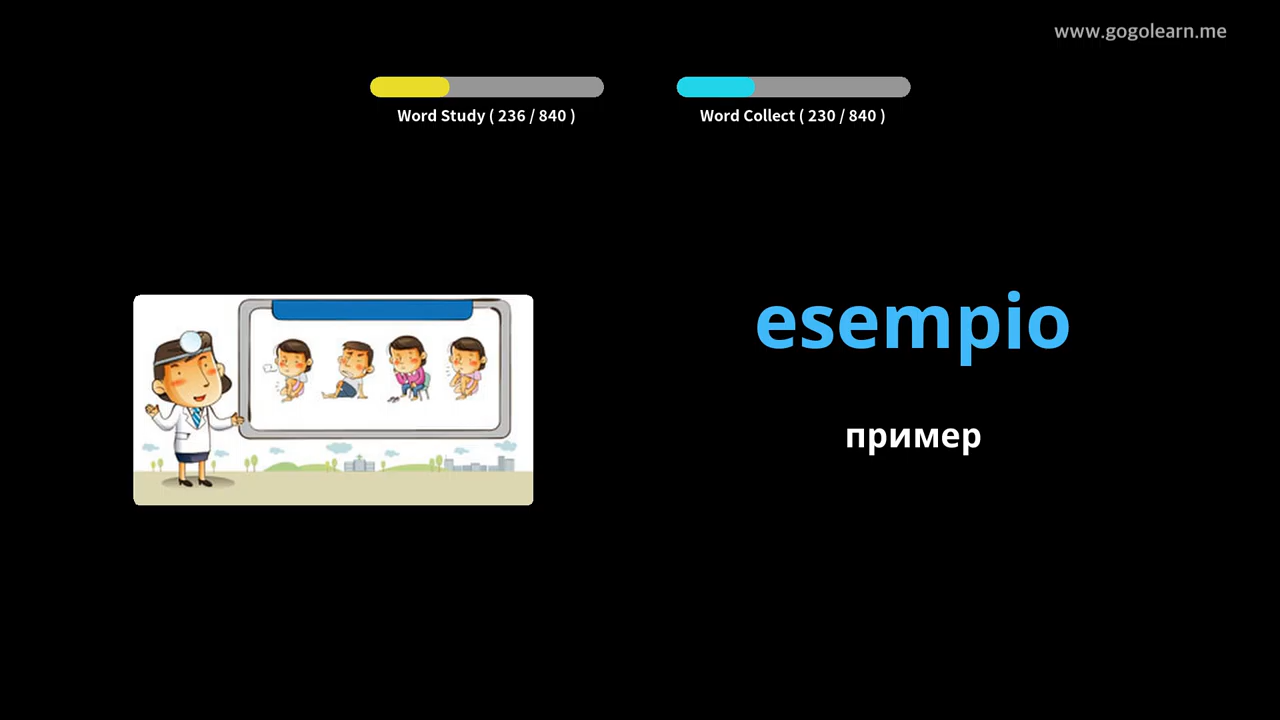 www.gogolearn.me
Word Study ( 236 / 840 )
Word Collect ( 230 / 840 )
esempio
пример